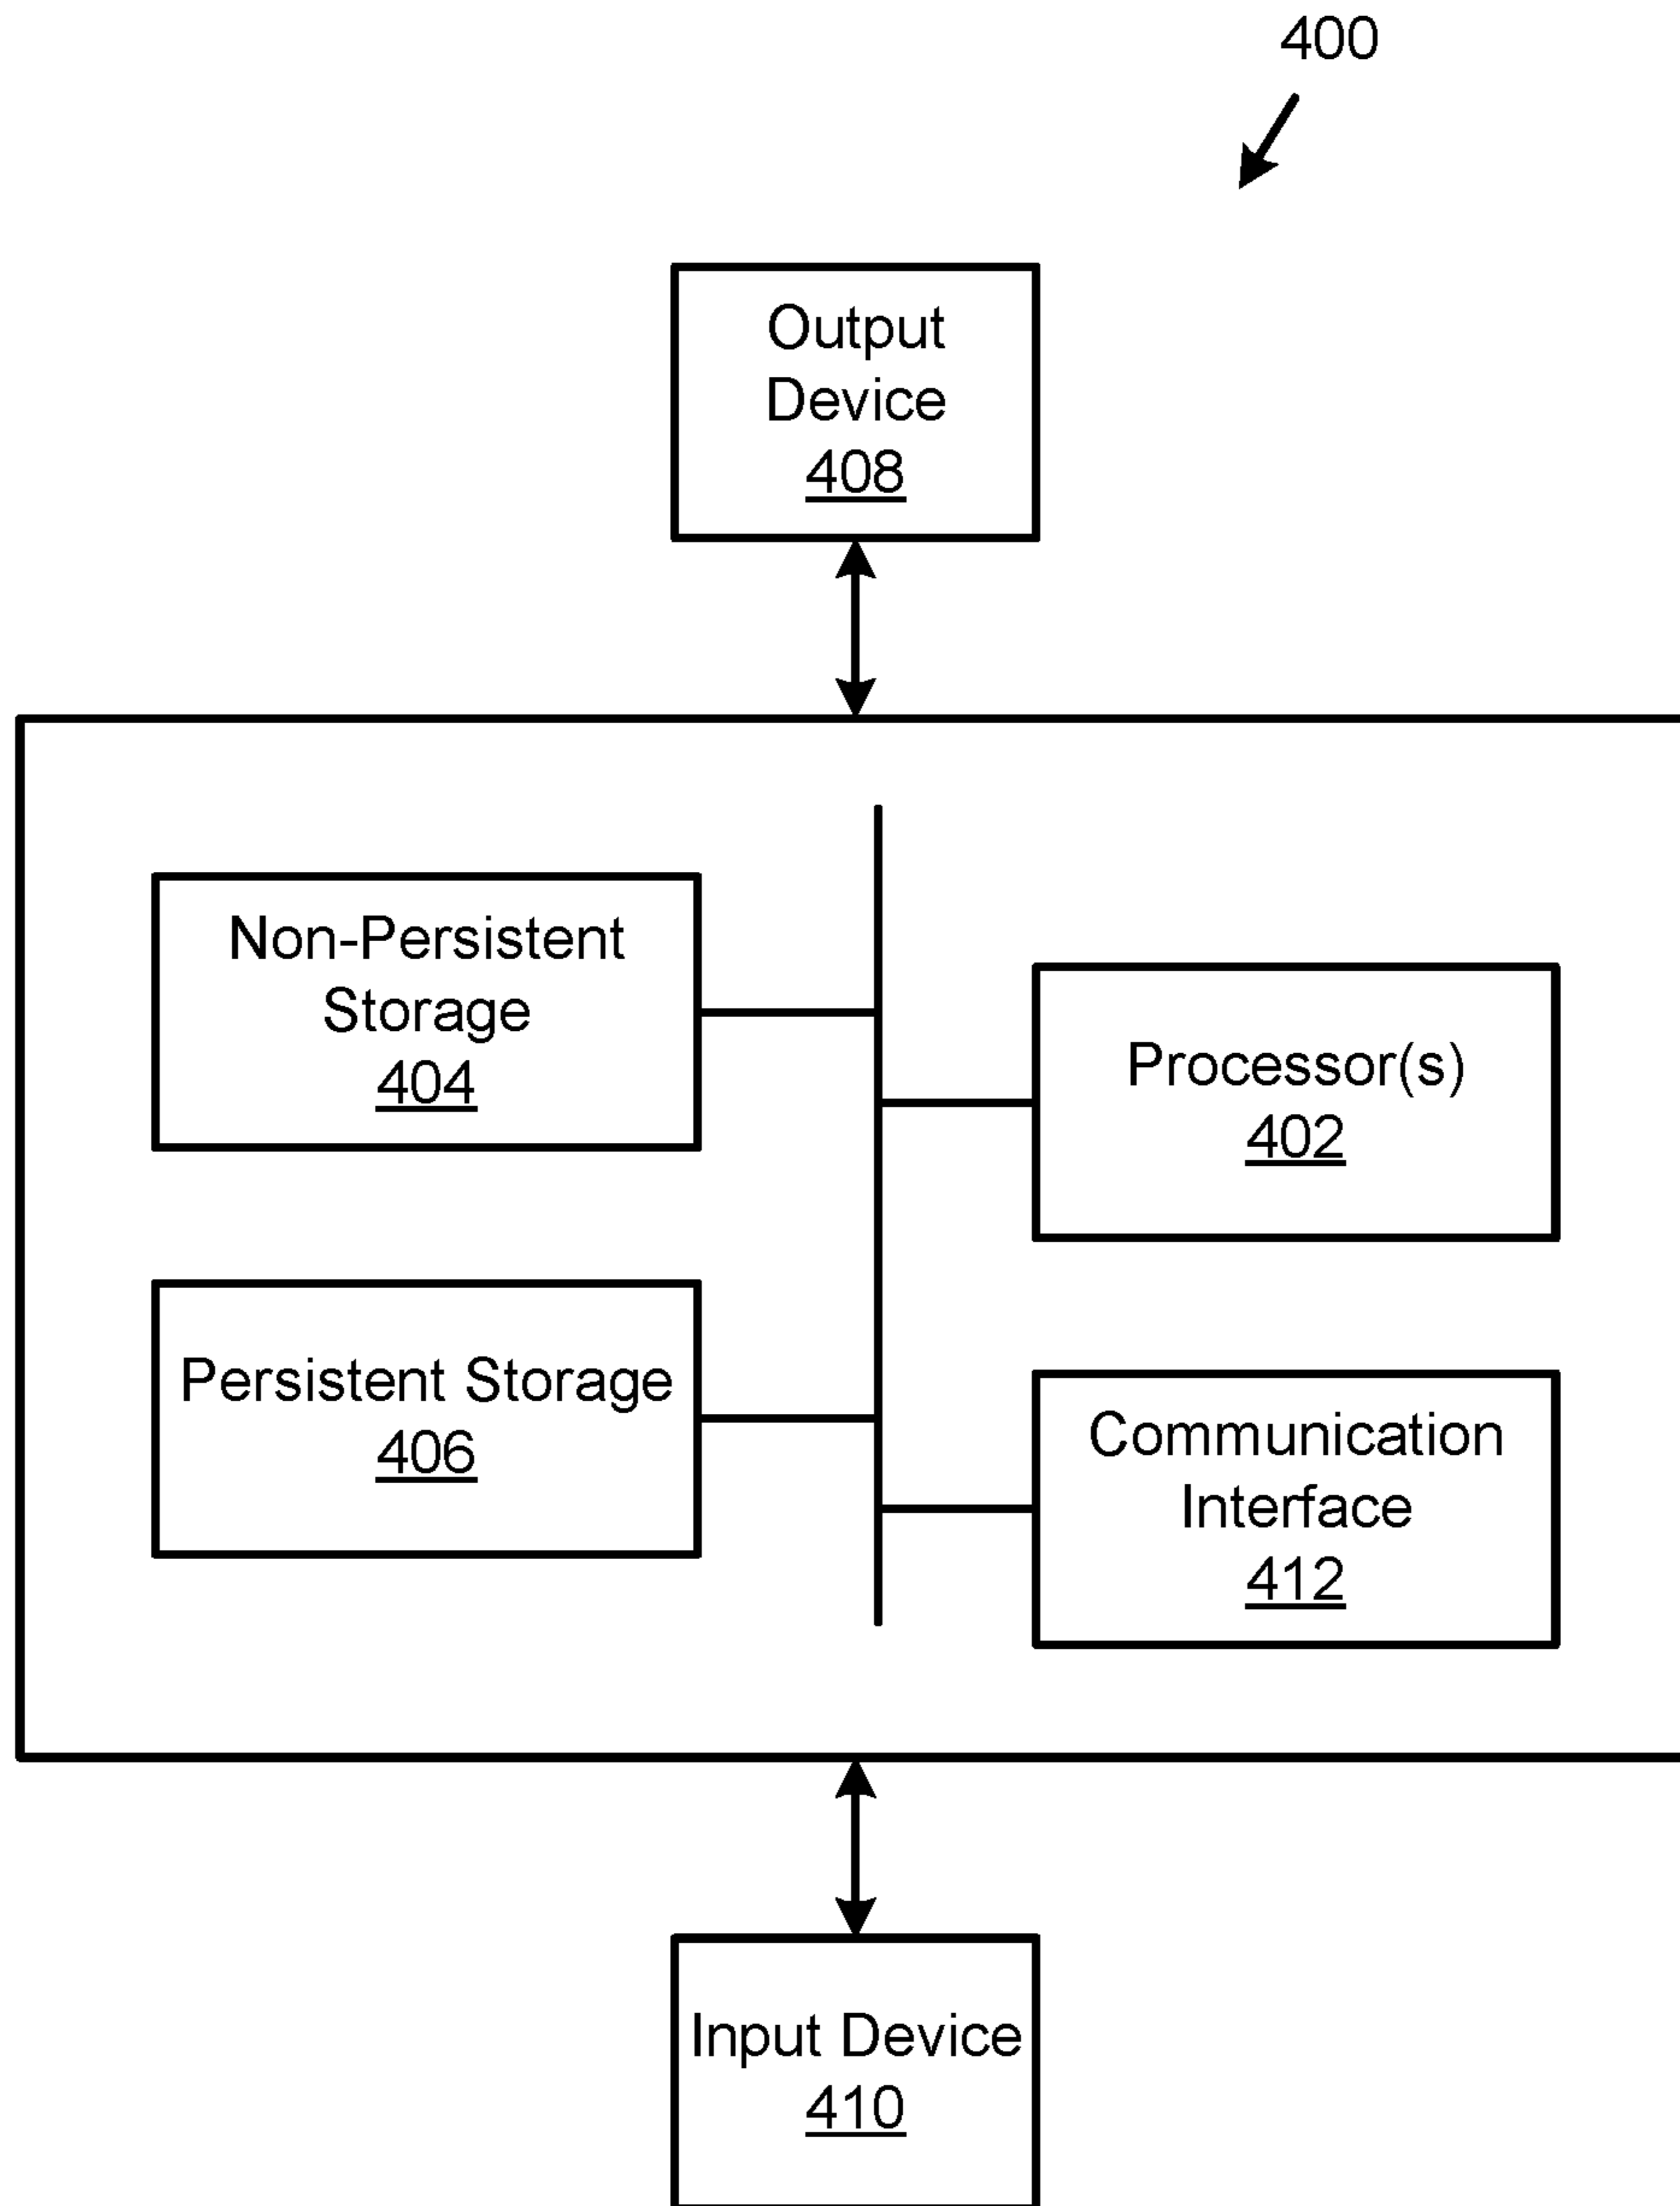 400
Output
Device
408
Non-Persistent
Storage
404
Processor(s)
402
Persistent Storage
406
Communication
Interface
412
Input Device
410